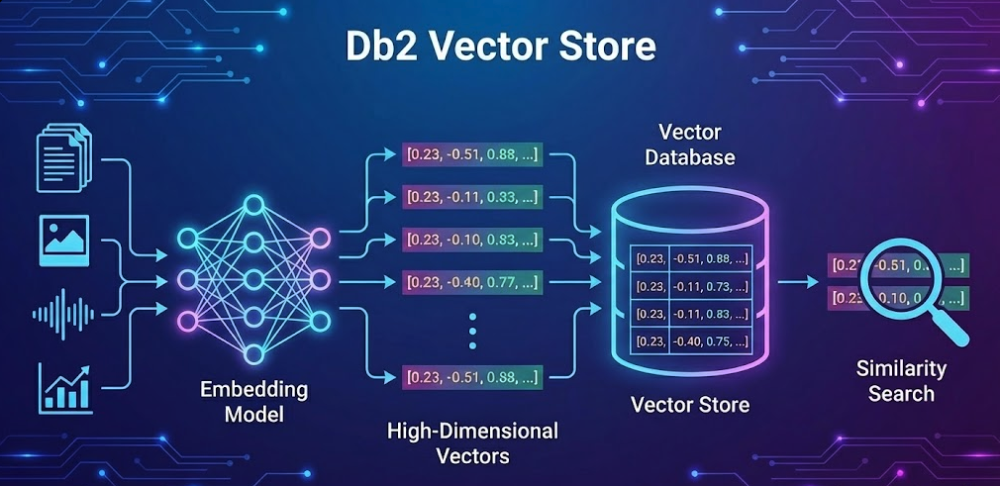 Db2 Vector Store
Vector
Database
[0.23, -0.51, 0.88, ...]
[0.23, -0.11, 0.33, ...]
[0.23, -0.10, 0.83, ...]
[0.23, -0.40, 0.77, ...]
[0.23, -0.51, 0.88, ...]
[0.23, -0.51, 0.88, ...]
[0.23, -0.11, 0.73, ...]
[0.23, -0.11, 0.83, ...]
[0.23, -0.40, 0.75, ...]
-0.51, ...]
0.10, ...]
Embedding
Model
High-Dimensional
Vectors
Vector Store
Similarity
Search